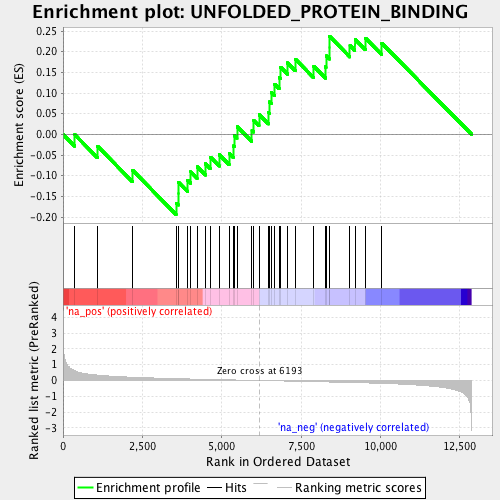 Enrichment plot: UNFOLDED_PROTEIN_BINDING
Enrichment score (ES)
0.25
0.20
0.15
0.10
0.05
0.00
-0.05
-0.10
-0.15
-0.20
'na_pos' (positively correlated)
Ranked list metric (PreRanked)
4
3
2
1
0
-1
-2
-3
Zero cross at 6193
'na_neg' (negatively correlated)
0
2,500
5,000
7,500
10,000
12,500
Rank in Ordered Dataset
Enrichment profile
Hits
Ranking metric scores